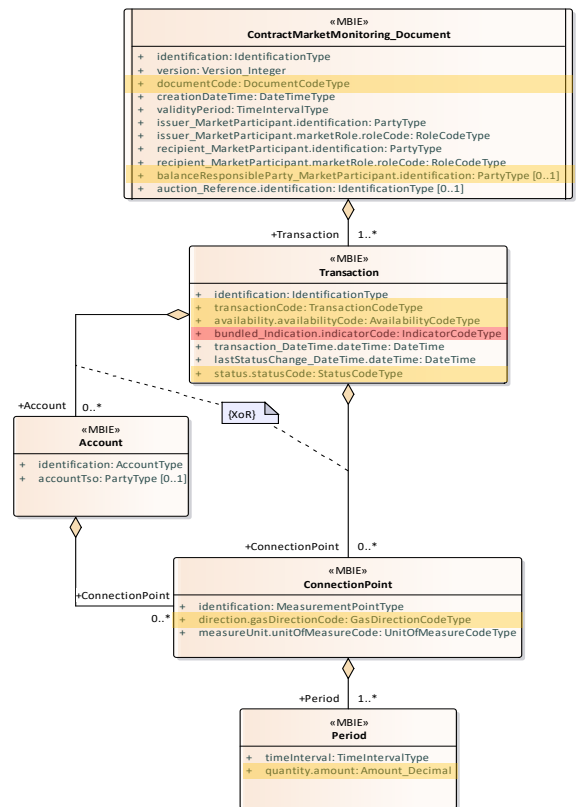 «MBIE»
ContractMarketMonitoring_Document
+ identification: IdentificationType
+ version: Version_Integer
+ documentCode: DocumentCodeType
+ creationDateTime: DateTimeType
+ validityPeriod: TimeIntervalType
+ issuer_MarketParticipant.identification: PartyType
+ issuer_MarketParticipant.marketRole.roleCode: RoleCodeType
+ recipient_MarketParticipant.identification: PartyType
+ recipient_MarketParticipant.marketRole.roleCode: RoleCodeType
+ balanceResponsibleParty_MarketParticipant.identification: PartyType [0..1]
+ auction_Reference.identification: IdentificationType [0..1]
+Transaction 1..*
«MBIE»
Transaction
+ identification: IdentificationType
+ transactionCode: TransactionCodeType
+ availability.availabilityCode: AvailabilityCodeType
+ bundled_Indication.indicatorCode: IndicatorCodeType
+ transaction_DateTime.dateTime: DateTime
+ lastStatusChange_DateTime.dateTime: DateTime
+ status.statusCode: StatusCodeType
+Account 0..*
{XoR}
«MBIE»
Account
+ identification: AccountType
+ accountTso: PartyType [0..1]
+ConnectionPoint 0..*
«MBIE»
ConnectionPoint
+ identification: MeasurementPointType
+ direction.gasDirectionCode: GasDirectionCodeType
+ measureUnit.unitOfMeasureCode: UnitOfMeasureCodeType
+ConnectionPoint
0..*
+Period 1..*
«MBIE»
Period
+ timeInterval: TimeIntervalType
+ quantity.amount: Amount_Decimal